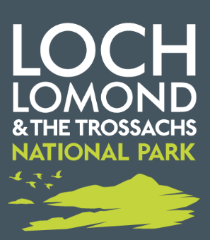 LOCH
LOMOND
& THE TROSSACHS
NATIONAL PARK